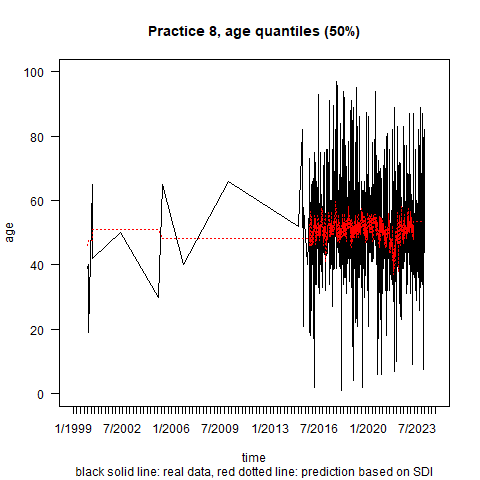 Practice 8, age quantiles (50%)
age
100
80
60
40
20
0
1/1999 7/2002 1/2006 7/2009 1/2013 7/2016 1/2020 7/2023
time
black solid line: real data, red dotted line: prediction based on SDI